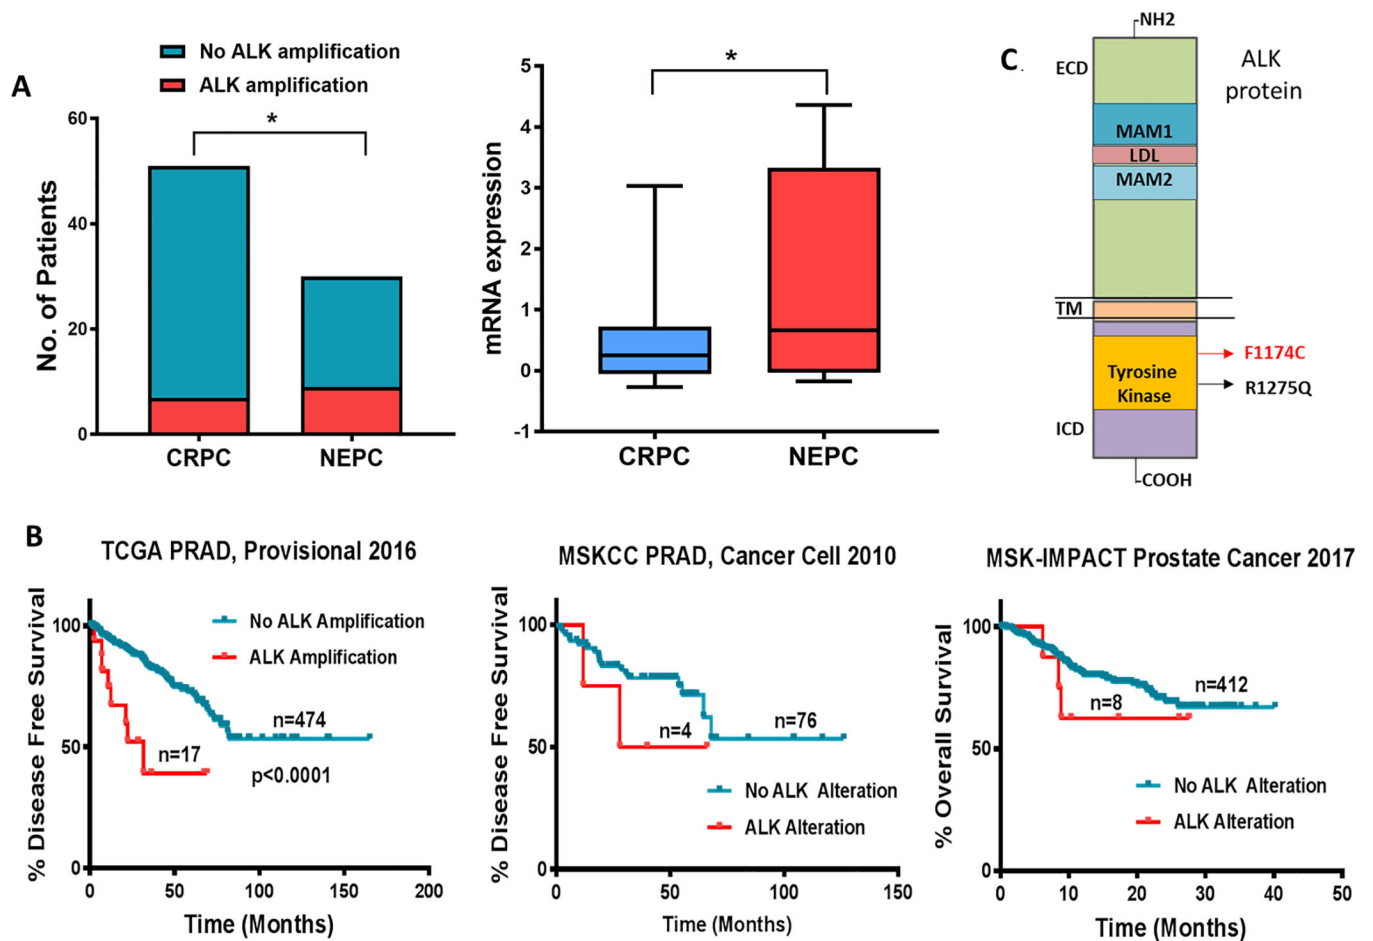 A
No ALK amplification
ALK amplification
*
No. of Patients
60
40
20
0
CRPC
NEPC
*
mRNA expression
5
4
3
2
1
0
-1
CRPC
NEPC
C.
NH2
ECD
ALK
protein
MAM1
LDL
MAM2
TM
F1174C
Tyrosine
Kinase
R1275Q
ICD
COOH
B
TCGA PRAD, Provisional 2016
% Disease Free Survival
100
50
0
No ALK Amplification
ALK Amplification
n=474
n=17
p<0.0001
0
50
100
150
200
Time (Months)
MSKCC PRAD, Cancer Cell 2010
% Disease Free Survival
100
50
0
n=4
n=76
No ALK Alteration
ALK Alteration
0
50
100
150
Time (Months)
MSK-IMPACT Prostate Cancer 2017
% Overall Survival
100
50
0
n=412
n=8
No ALK Alteration
ALK Alteration
0
10
20
30
40
50
Time (Months)